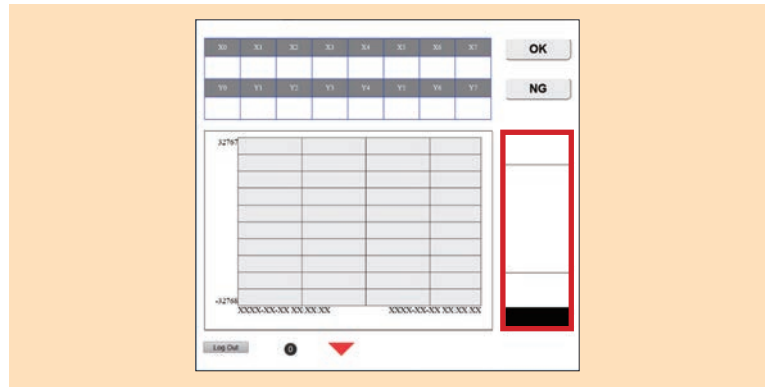 X0 X1 X2 X3 X4 X5 X6 X7
OK
Y0 Y1 Y2 Y3 Y4 Y5 Y6 Y7
NG
32767
-32768
XXXX-XX-XX XX:XX:XX XXXX-XX-XX XX:XX:XX
Log Out
0